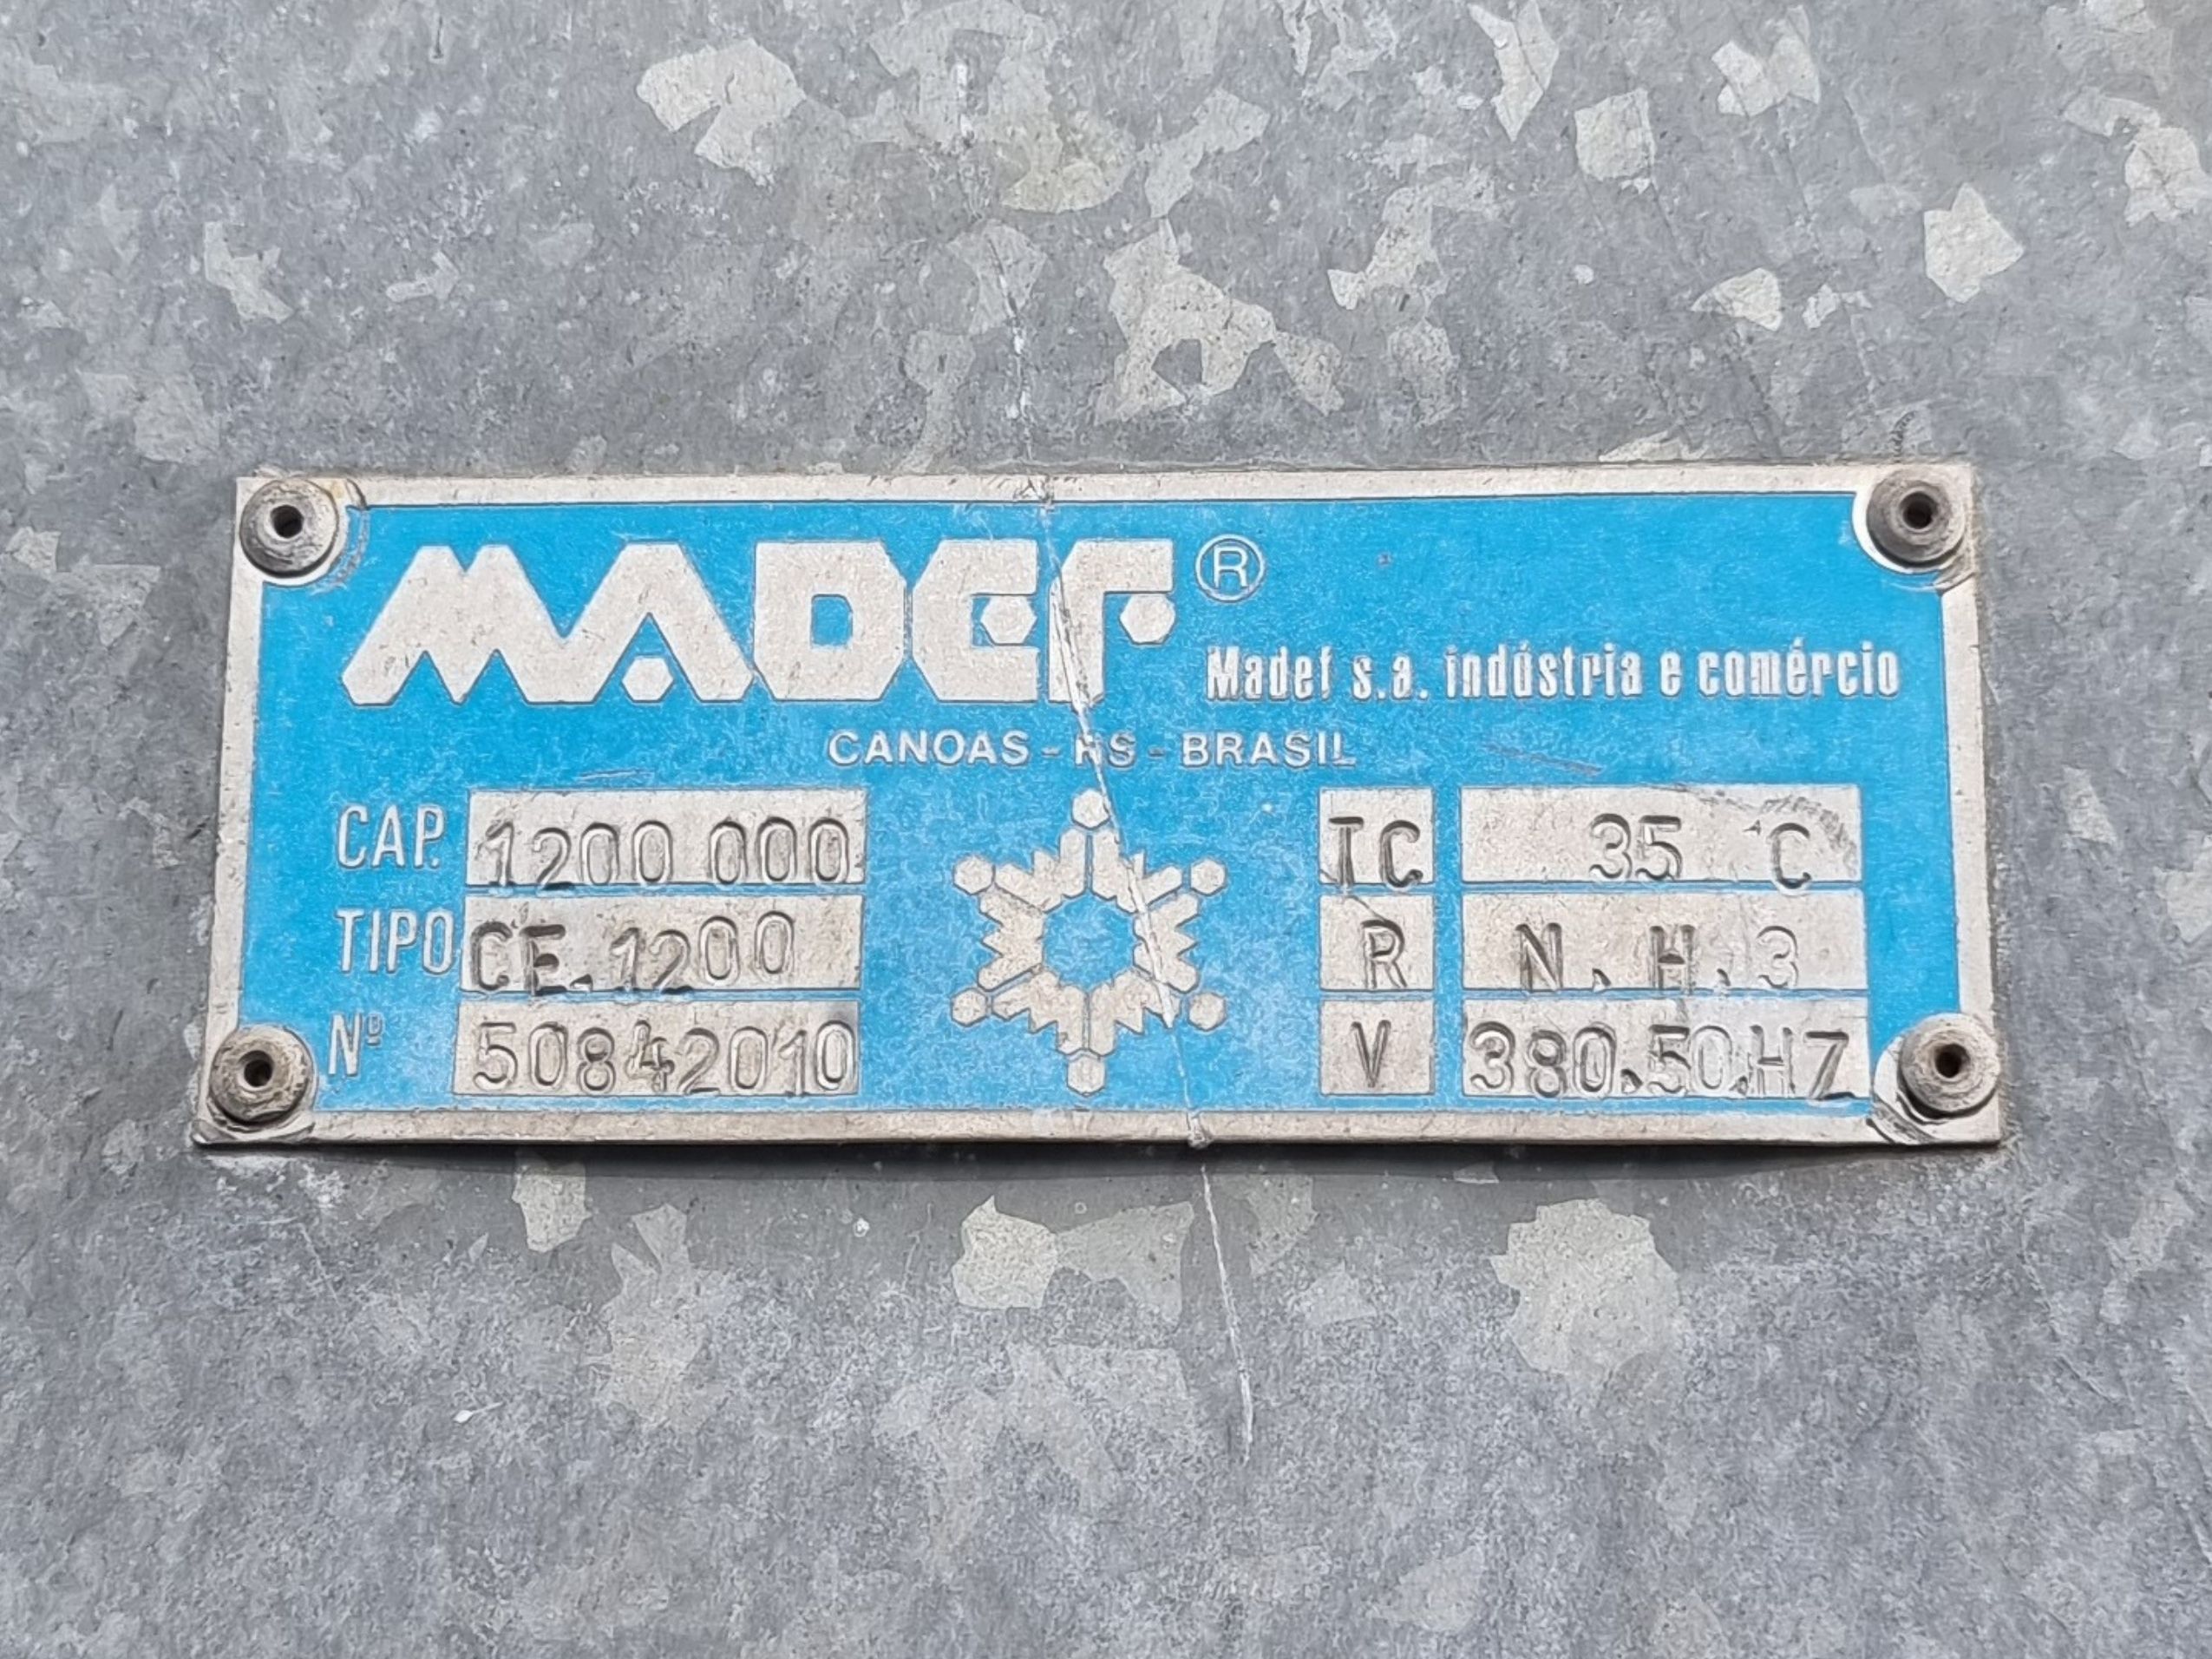 MADEF ®
Madef s.a. indústria e comércio
CANOAS - RS - BRASIL
CAP. 1200 000
TIPO CE.1200
Nº 50842010
TC 35 °C
R N.H.3
V 380.50.HZ